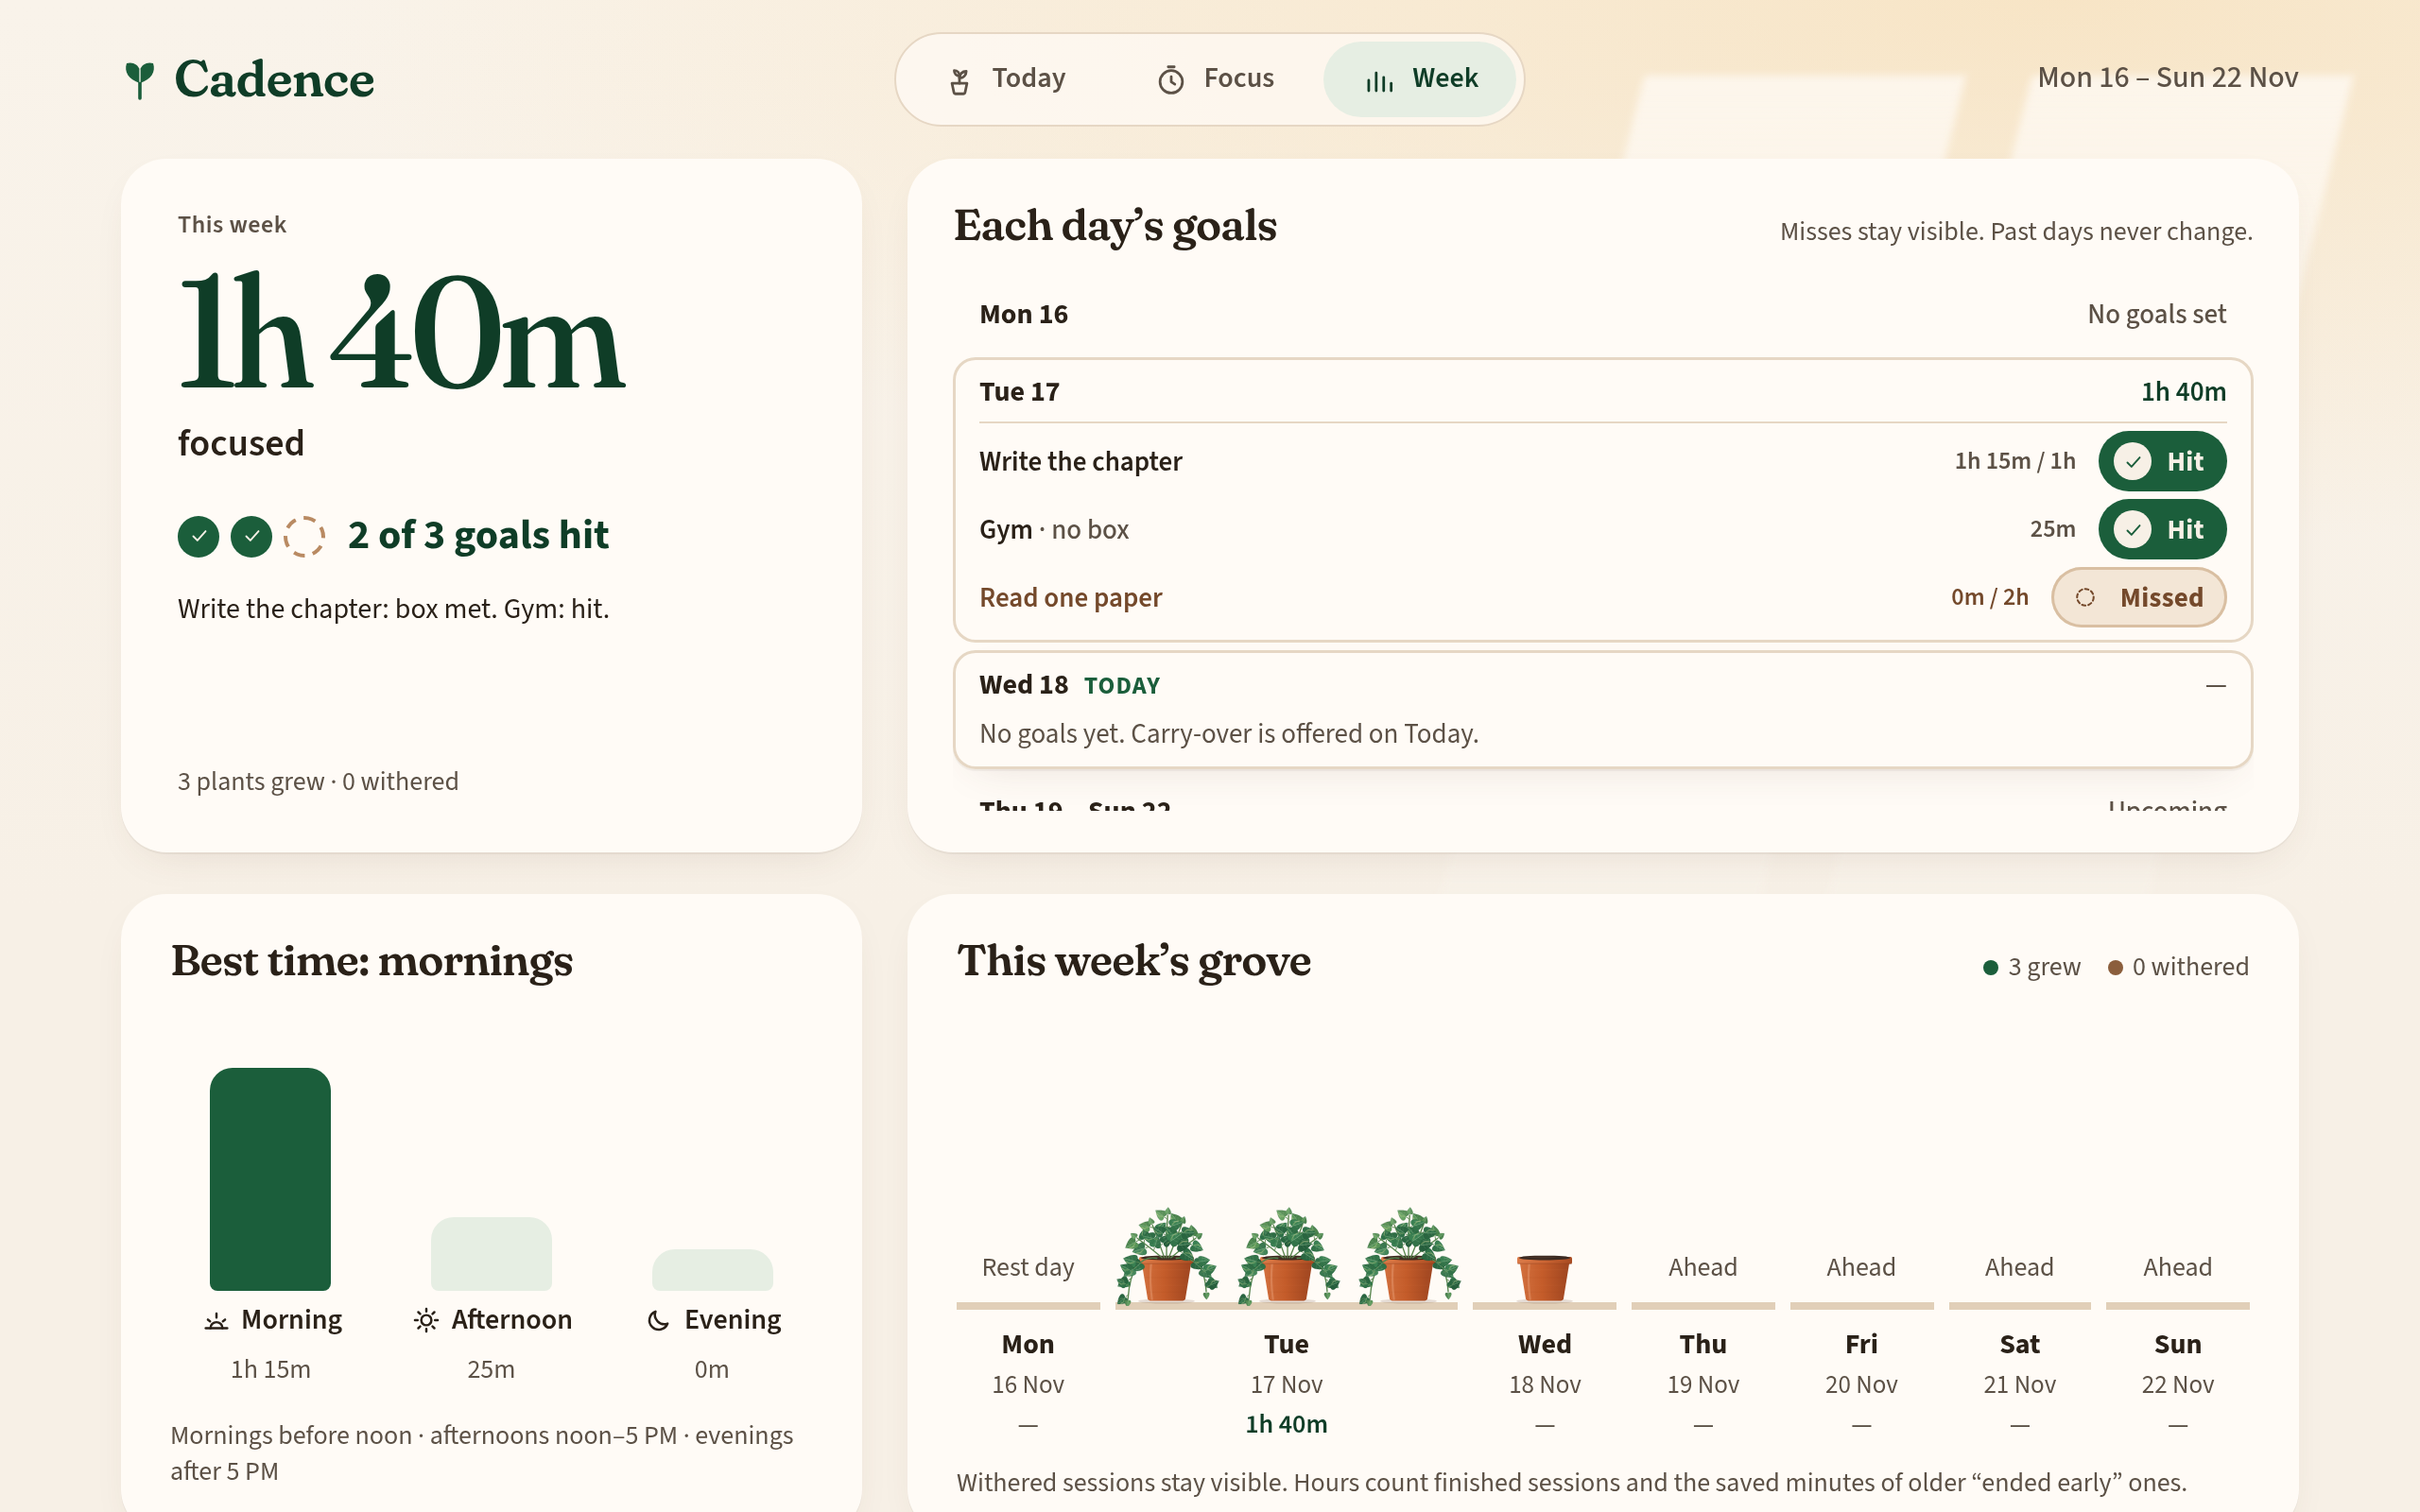 Cadence
Today
Focus
Week
Mon 16 – Sun 22 Nov
This week
1h 40m
focused
2 of 3 goals hit
Write the chapter: box met. Gym: hit.
3 plants grew · 0 withered
Each day’s goals
Misses stay visible. Past days never change.
Mon 16
No goals set
Tue 17
1h 40m
Write the chapter
1h 15m / 1h
Hit
Gym · no box
25m
Hit
Read one paper
0m / 2h
Missed
Wed 18 TODAY
—
No goals yet. Carry-over is offered on Today.
Thu 19 – Sun 22
Upcoming
Best time: mornings
Morning
Afternoon
Evening
1h 15m
25m
0m
Mornings before noon · afternoons noon–5 PM · evenings
after 5 PM
This week’s grove
3 grew
0 withered
Rest day
Ahead
Ahead
Ahead
Ahead
Mon
Tue
Wed
Thu
Fri
Sat
Sun
16 Nov
17 Nov
18 Nov
19 Nov
20 Nov
21 Nov
22 Nov
—
1h 40m
—
—
—
—
—
Withered sessions stay visible. Hours count finished sessions and the saved minutes of older “ended early” ones.